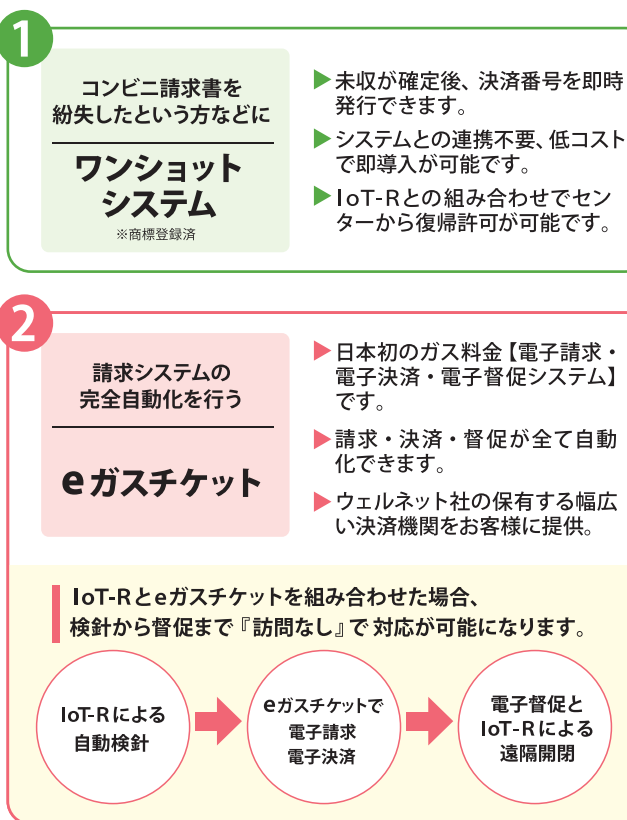 1
コンビニ請求書を
紛失したという方などに
ワンショット
システム
※商標登録済
▶未収が確定後、決済番号を即時
発行できます。
▶システムとの連携不要、低コスト
で即導入が可能です。
▶IoT-Rとの組み合わせでセン
ターから復帰許可が可能です。
2
請求システムの
完全自動化を行う
eガスチケット
▶日本初のガス料金【電子請求・
電子決済・電子督促システム】
です。
▶請求・決済・督促が全て自動
化できます。
▶ウェルネット社の保有する幅広
い決済機関をお客様に提供。
IoT-Rとeガスチケットを組み合わせた場合、
検針から督促まで『訪問なし』で対応が可能になります。
IoT-Rによる
自動検針
eガスチケットで
電子請求
電子決済
電子督促と
IoT-Rによる
遠隔開閉